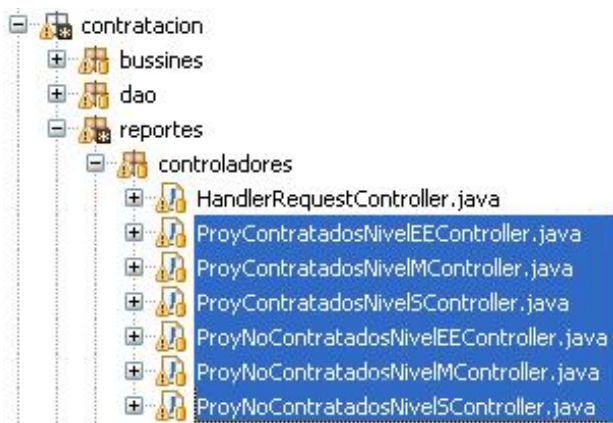 contratacion
bussines
dao
reportes
controladores
HandlerRequestController.java
ProyContratadosNivelEEController.java
ProyContratadosNivelMController.java
ProyContratadosNivelSController.java
ProyNoContratadosNivelEEController.java
ProyNoContratadosNivelMController.java
ProyNoContratadosNivelSController.java